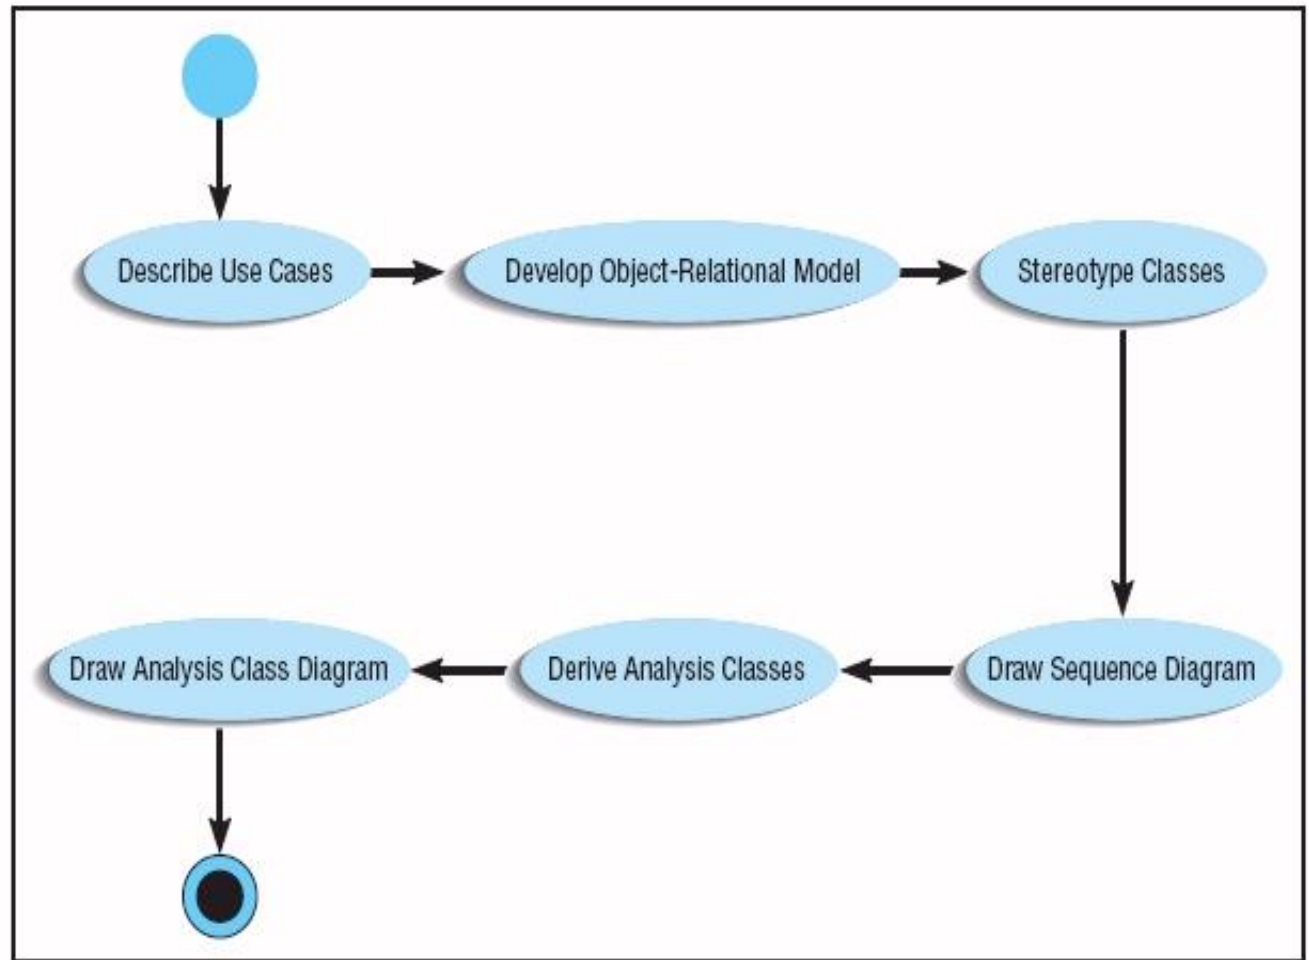 Describe Use Cases
Develop Object-Relational Model
Stereotype Classes
Draw Analysis Class Diagram
Derive Analysis Classes
Draw Sequence Diagram